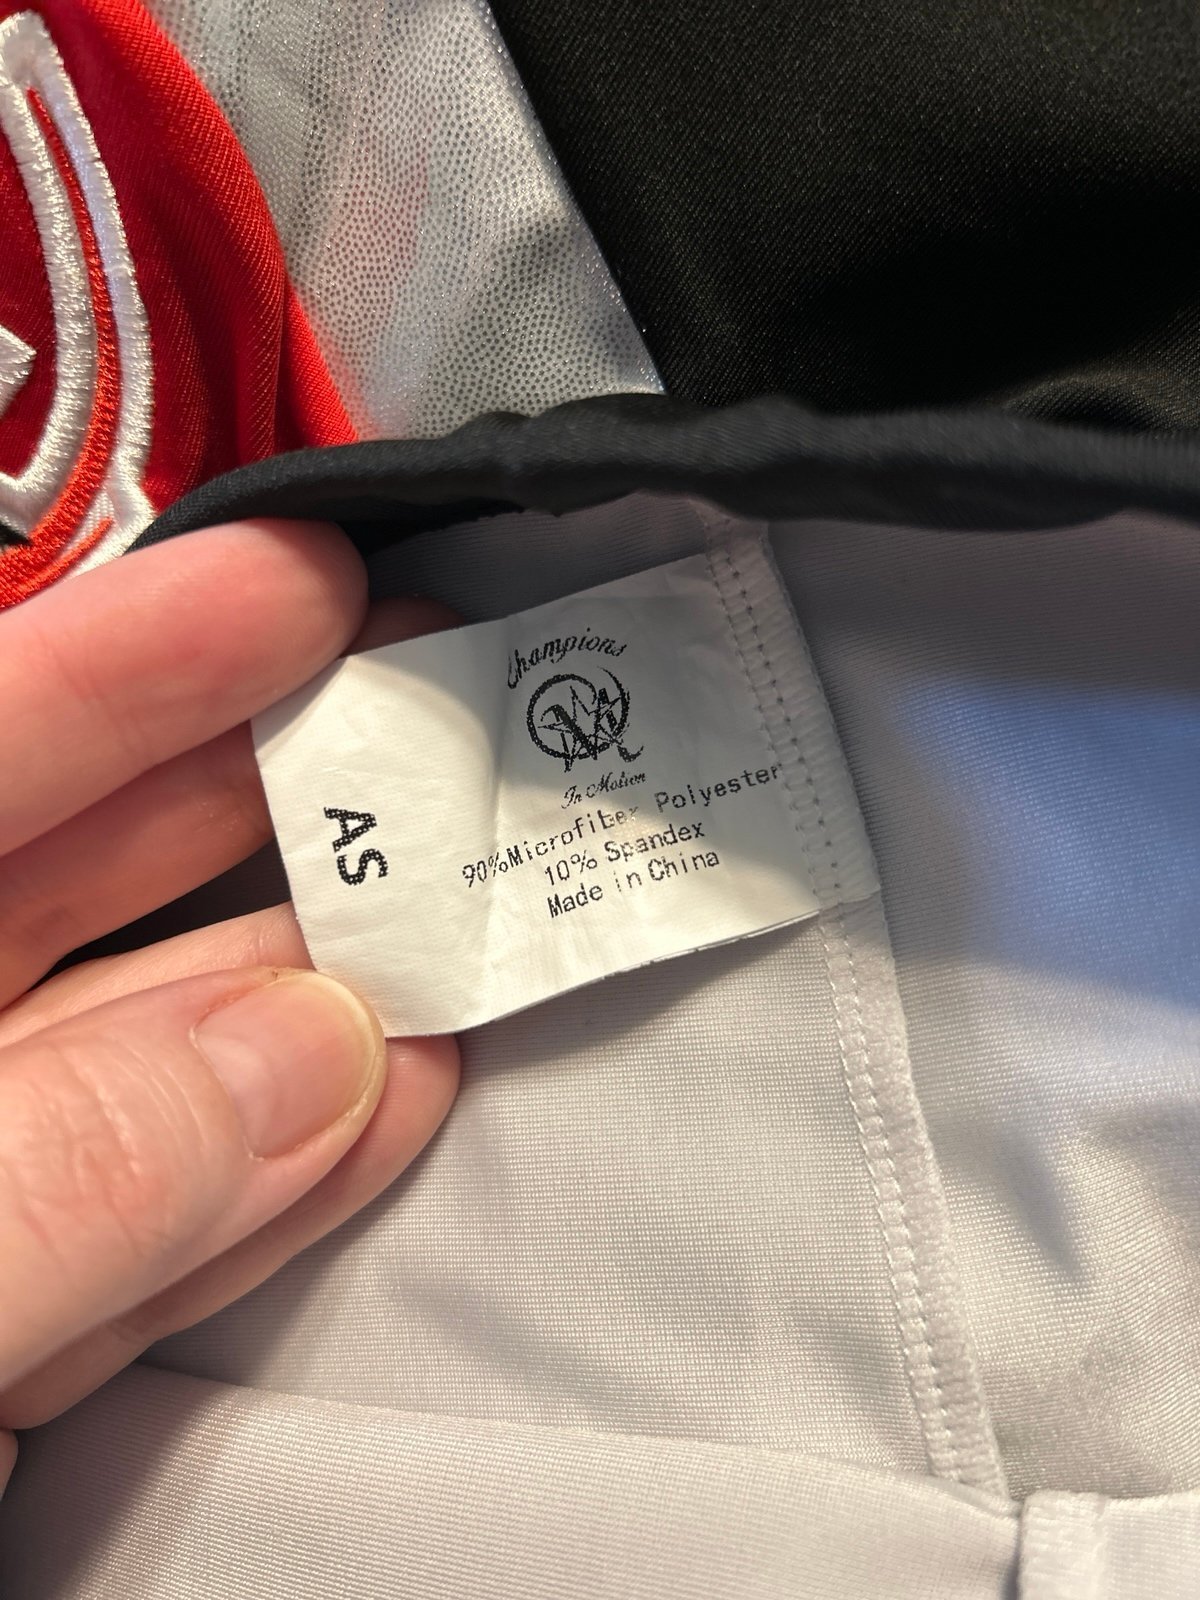 Champions
In Motion
90%Microfiber Polyester
10% Spandex
Made in China
AS